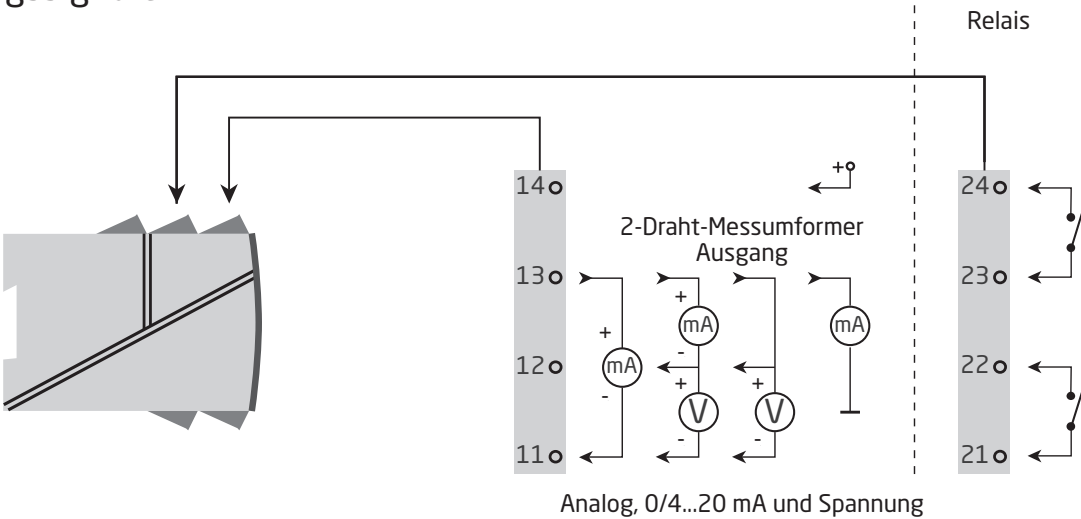 Relais
14
24
+
2-Draht-Messumformer
Ausgang
13
23
+
+
mA
mA
mA
12
22
-
-
+
+
V
V
-
-
11
21
Analog, 0/4...20 mA und Spannung